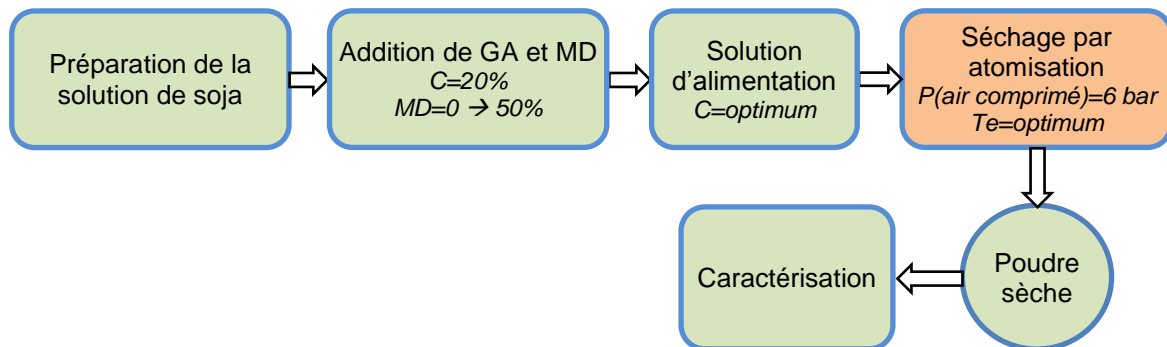 Préparation de la
solution de soja
Addition de GA et MD
C=20%
MD=0 → 50%
Solution
d’alimentation
C=optimum
Séchage par
atomisation
P(air comprimé)=6 bar
Te=optimum
Poudre
sèche
Caractérisation